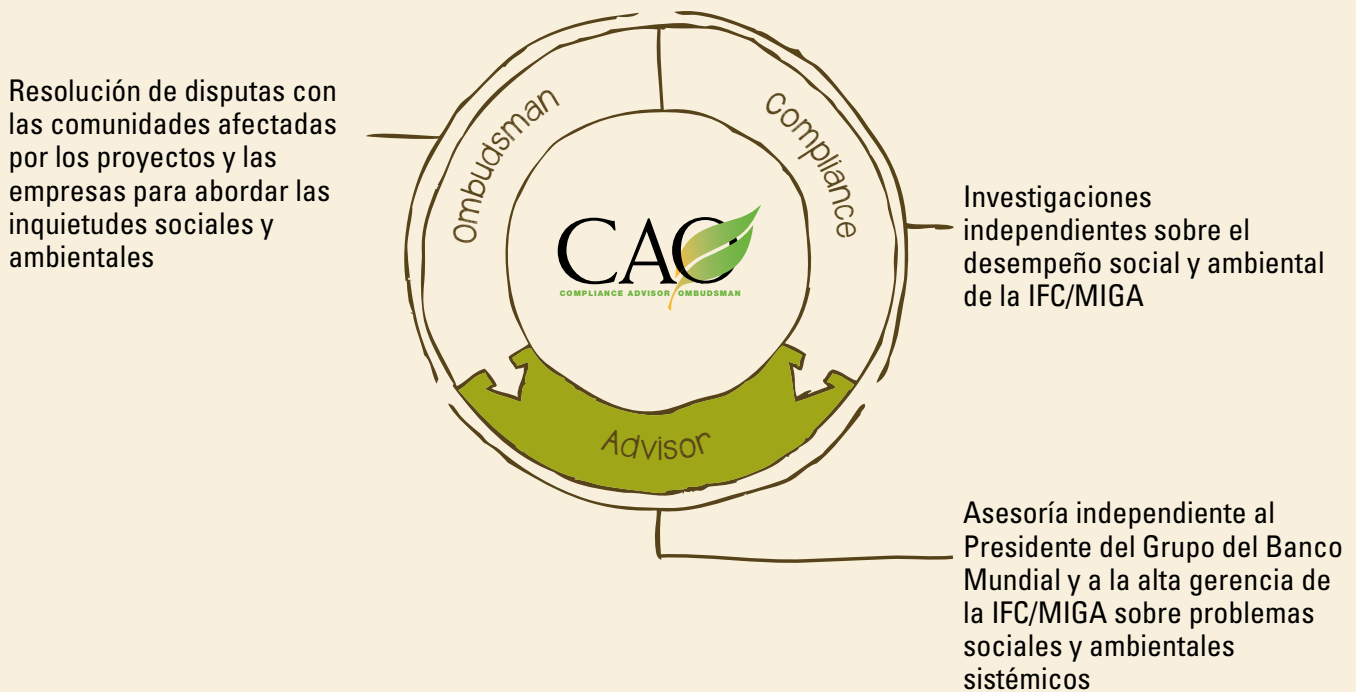 Resolución de disputas con
las comunidades afectadas
por los proyectos y las
empresas para abordar las
inquietudes sociales y
ambientales
Ombudsman
Compliance
CAO
COMPLIANCE ADVISOR OMBUDSMAN
Advisor
Investigaciones
independientes sobre el
desempeño social y ambiental
de la IFC/MIGA
Asesoría independiente al
Presidente del Grupo del Banco
Mundial y a la alta gerencia de
la IFC/MIGA sobre problemas
sociales y ambientales
sistémicos